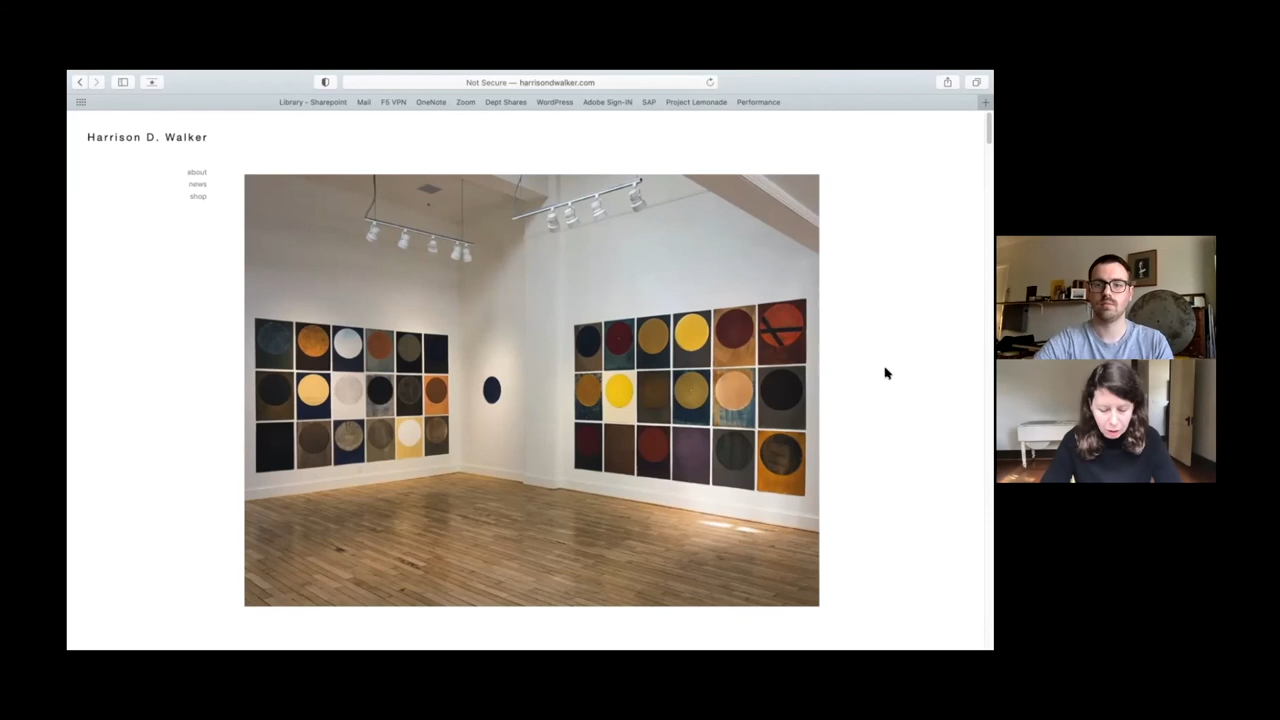 Not Secure — harrisondwalker.com
Library - Sharepoint Mail F5 VPN OneNote Zoom Dept Shares WordPress Adobe Sign-IN SAP Project Lemonade Performance
Harrison D. Walker
about
news
shop